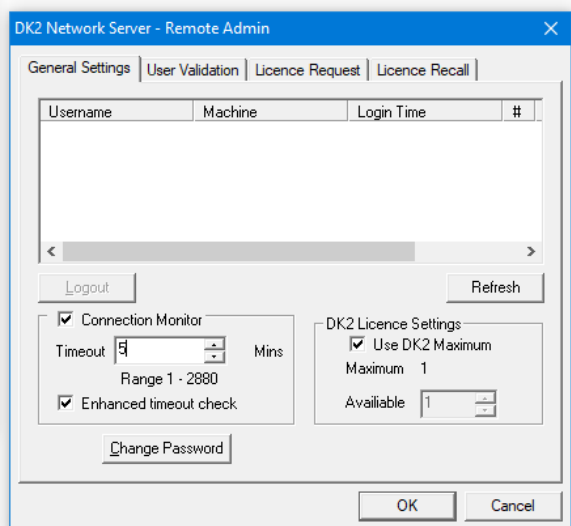 DK2 Network Server - Remote Admin
General Settings User Validation Licence Request Licence Recall
Username Machine Login Time #
Logout Refresh
Connection Monitor
Timeout 5 Mins
Range 1 - 2880
Enhanced timeout check
DK2 Licence Settings
Use DK2 Maximum
Maximum 1
Availiable 1
Change Password
OK Cancel